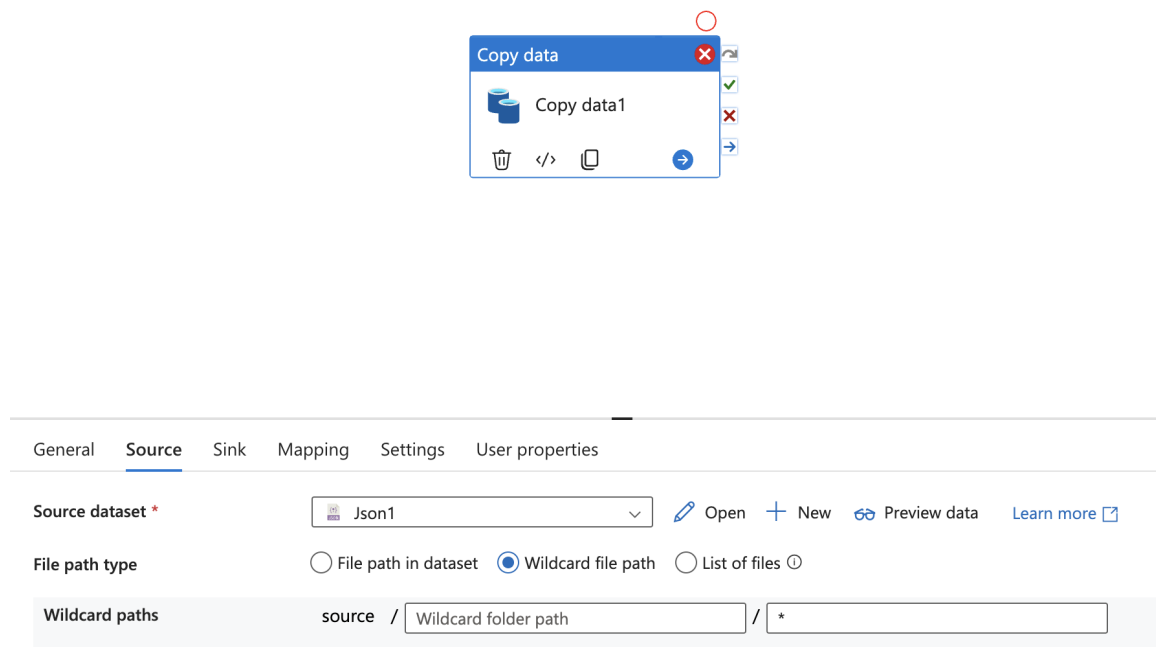 Copy data
Copy data1
</>
General Source Sink Mapping Settings User properties
Source dataset * Json1 Open New Preview data Learn more
File path type File path in dataset Wildcard file path List of files
Wildcard paths source / Wildcard folder path / *